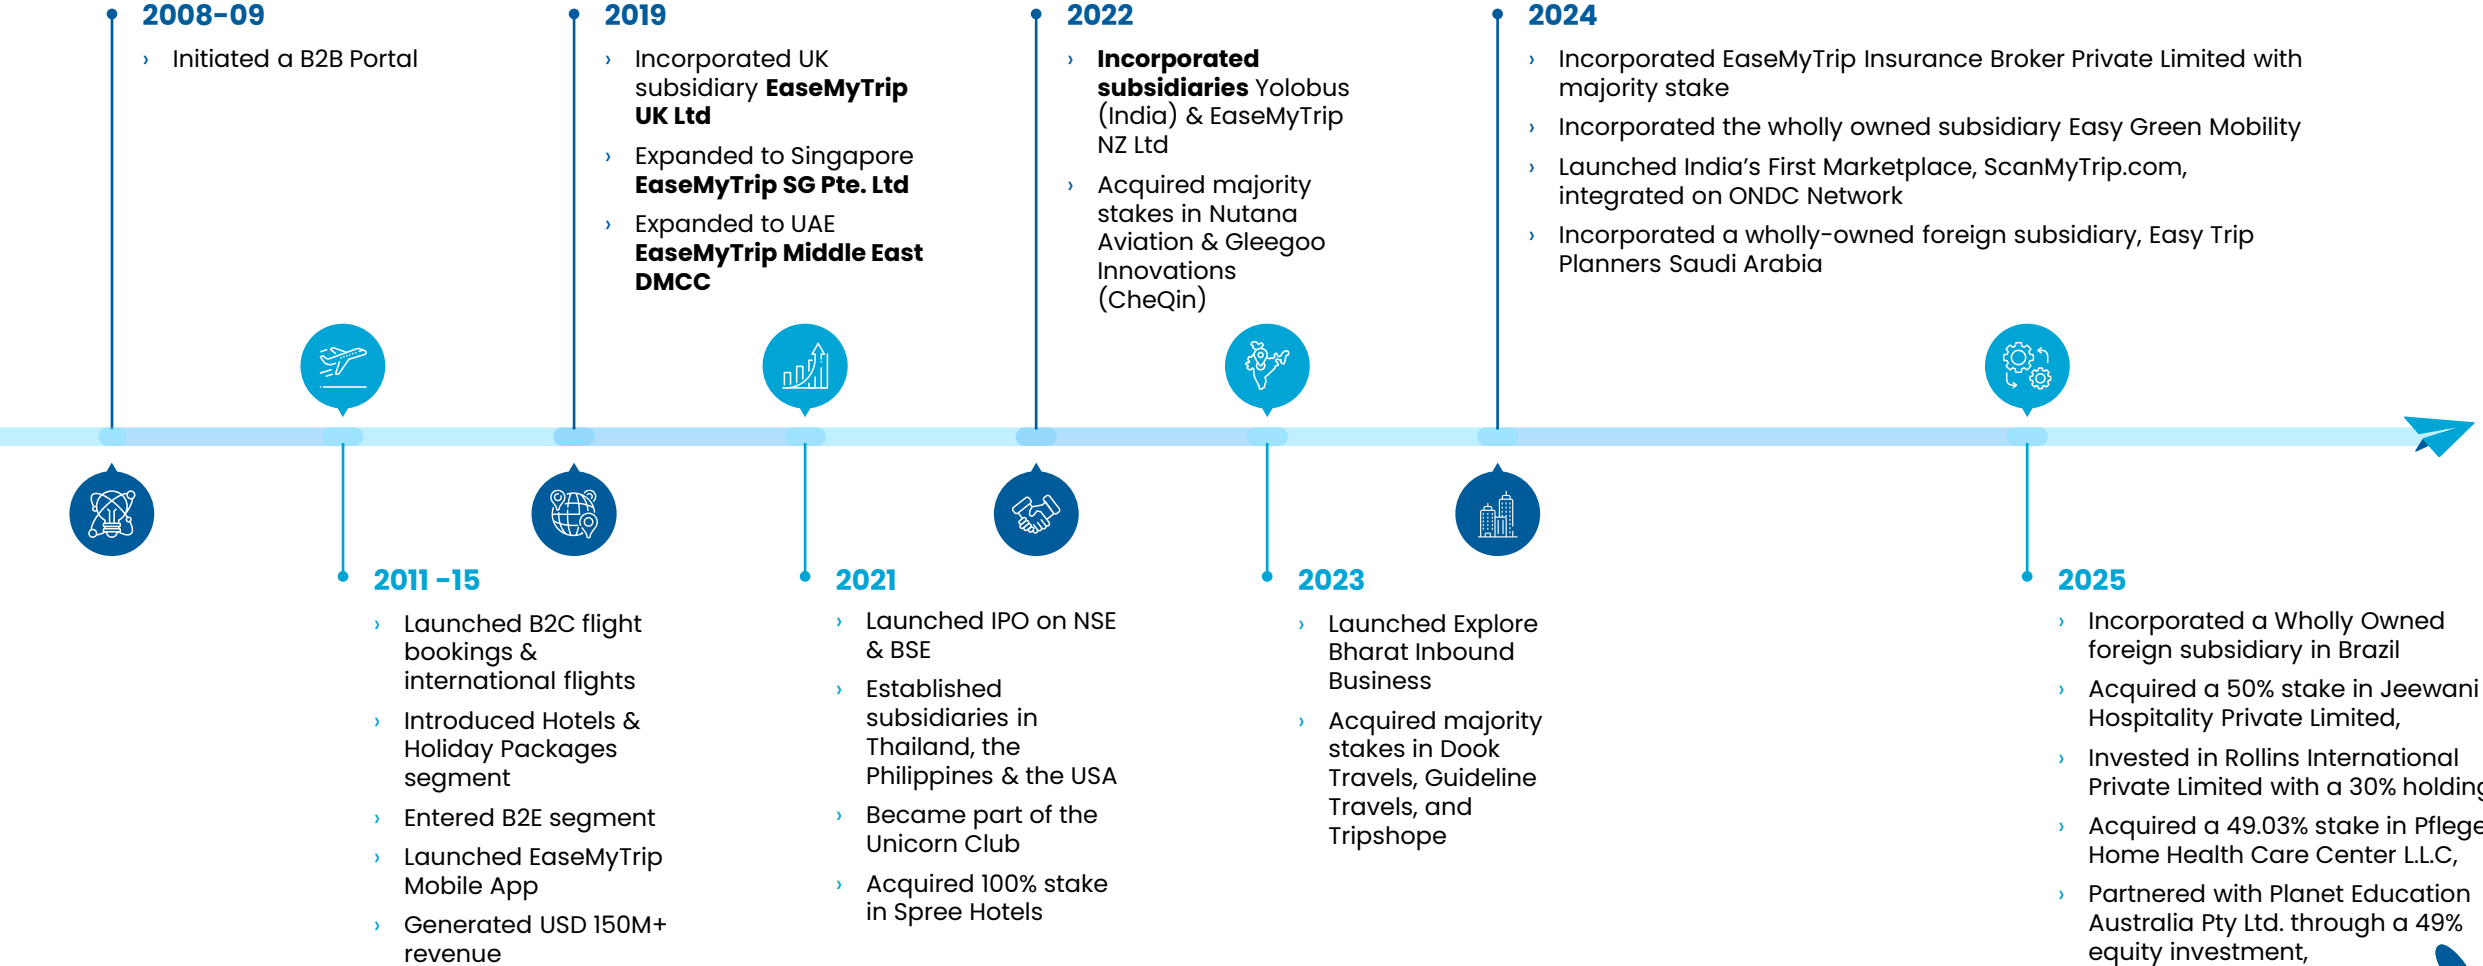 2008-09
› Initiated a B2B Portal
2019
› Incorporated UK
subsidiary EaseMyTrip
UK Ltd
› Expanded to Singapore
EaseMyTrip SG Pte. Ltd
› Expanded to UAE
EaseMyTrip Middle East
DMCC
2022
› Incorporated
subsidiaries Yolobus
(India) & EaseMyTrip
NZ Ltd
› Acquired majority
stakes in Nutana
Aviation & Gleegoo
Innovations
(CheQin)
2024
› Incorporated EaseMyTrip Insurance Broker Private Limited with
majority stake
› Incorporated the wholly owned subsidiary Easy Green Mobility
› Launched India’s First Marketplace, ScanMyTrip.com,
integrated on ONDC Network
› Incorporated a wholly-owned foreign subsidiary, Easy Trip
Planners Saudi Arabia
2011 -15
› Launched B2C flight
bookings &
international flights
› Introduced Hotels &
Holiday Packages
segment
› Entered B2E segment
› Launched EaseMyTrip
Mobile App
› Generated USD 150M+
revenue
2021
› Launched IPO on NSE
& BSE
› Established
subsidiaries in
Thailand, the
Philippines & the USA
› Became part of the
Unicorn Club
› Acquired 100% stake
in Spree Hotels
2023
› Launched Explore
Bharat Inbound
Business
› Acquired majority
stakes in Dook
Travels, Guideline
Travels, and
Tripshope
2025
› Incorporated a Wholly Owned
foreign subsidiary in Brazil
› Acquired a 50% stake in Jeewani
Hospitality Private Limited,
› Invested in Rollins International
Private Limited with a 30% holding
› Acquired a 49.03% stake in Pflege
Home Health Care Center L.L.C,
› Partnered with Planet Education
Australia Pty Ltd. through a 49%
equity investment,